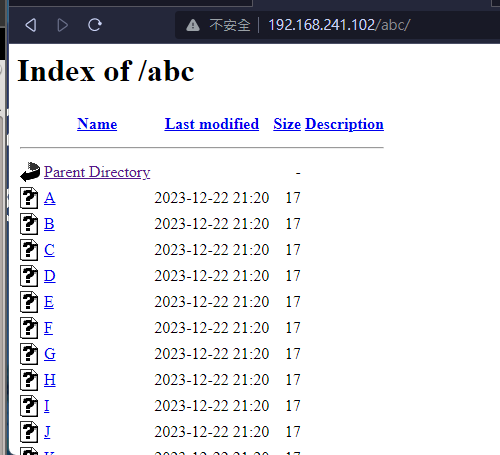 不安全 192.168.241.102/abc/
Index of /abc
Name Last modified Size Description
Parent Directory -
A 2023-12-22 21:20 17
B 2023-12-22 21:20 17
C 2023-12-22 21:20 17
D 2023-12-22 21:20 17
E 2023-12-22 21:20 17
F 2023-12-22 21:20 17
G 2023-12-22 21:20 17
H 2023-12-22 21:20 17
I 2023-12-22 21:20 17
J 2023-12-22 21:20 17